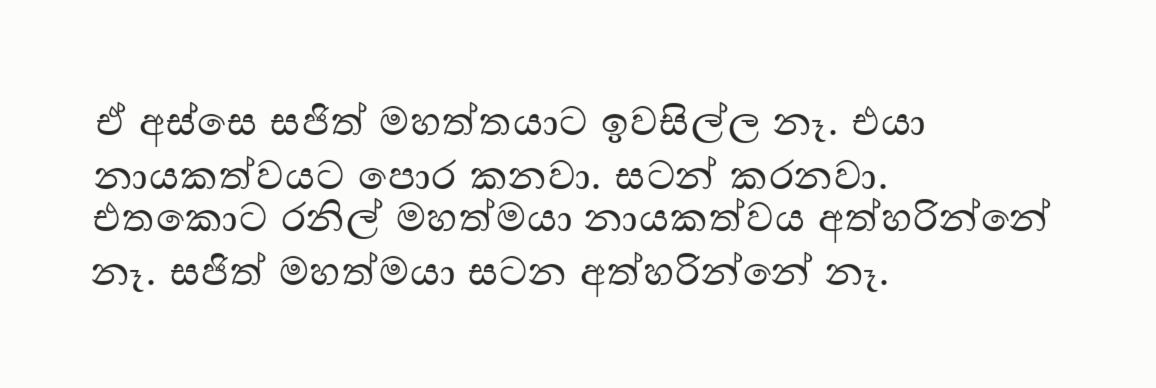 ඒ අස්සෙ සජිත් මහත්තයාට ඉවසිල්ල නෑ. එයා
නායකත්වයට පොර කනවා. සටන් කරනවා.
එතකොට රනිල් මහත්මයා නායකත්වය අත්හරින්නේ
නෑ. සජිත් මහත්මයා සටන අත්හරින්නේ නෑ.